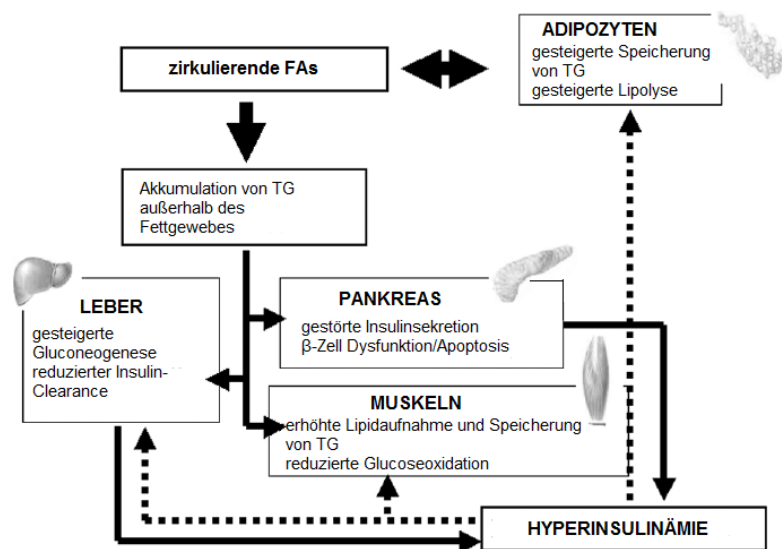 ADIPOZYTEN
gesteigerte Speicherung
von TG
gesteigerte Lipolyse
zirkulierende FAs
Akkumulation von TG
außerhalb des
Fettgewebes
LEBER
gesteigerte
Gluconeogenese
reduzierter Insulin-
Clearance
PANKREAS
gestörte Insulinsekretion
β-Zell Dysfunktion/Apoptosis
MUSKELN
erhöhte Lipidaufnahme und Speicherung
von TG
reduzierte Glucoseoxidation
HYPERINSULINÄMIE